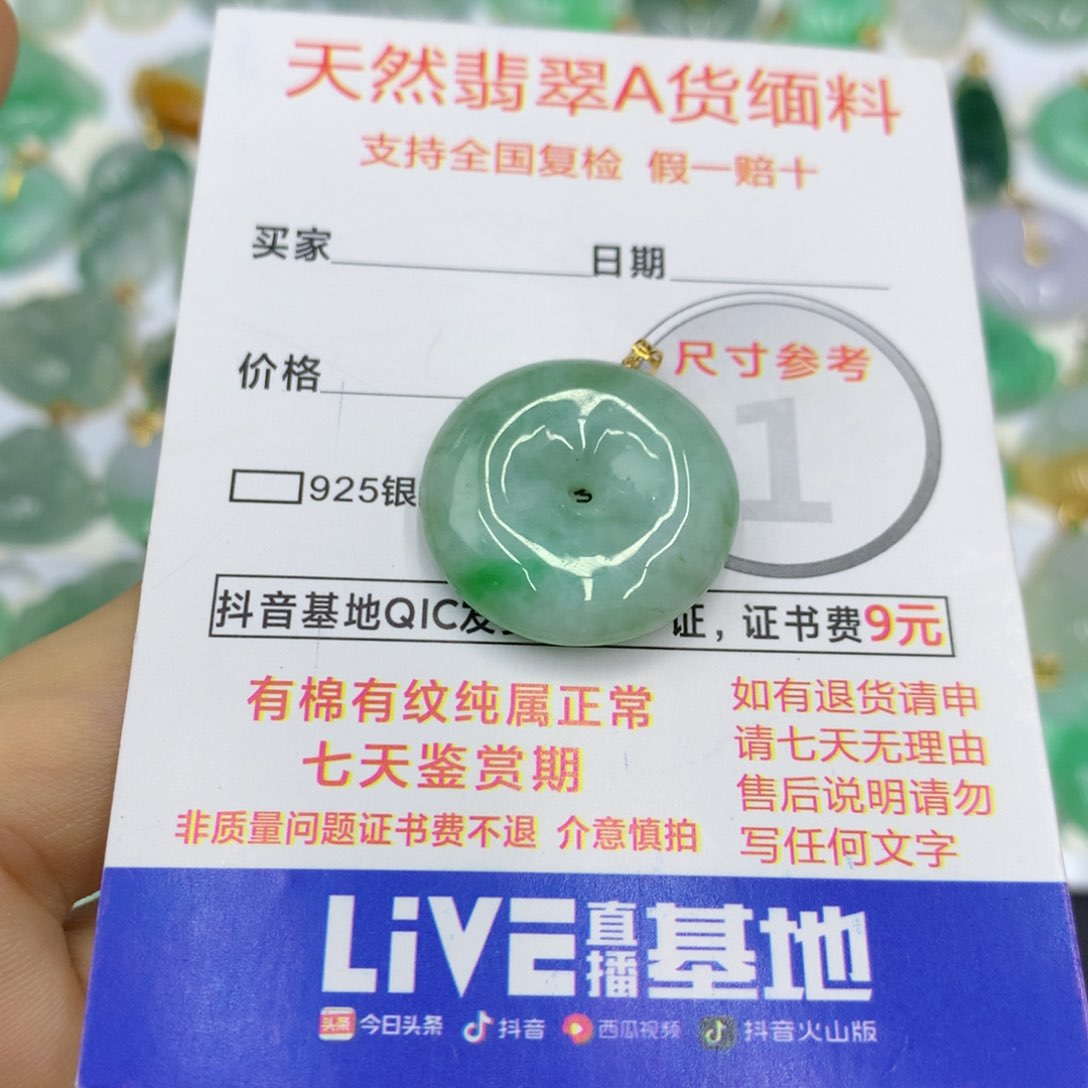 天然翡翠A货缅料
支持全国复检 假一赔十
买家 日期
价格
尺寸参考
1
925银
抖音基地QIC发 证，证书费9元
有棉有纹纯属正常
七天鉴赏期
非质量问题证书费不退 介意慎拍
如有退货请申
请七天无理由
售后说明请勿
写任何文字
LiVE直播基地
头条 今日头条 抖音 西瓜视频 抖音火山版